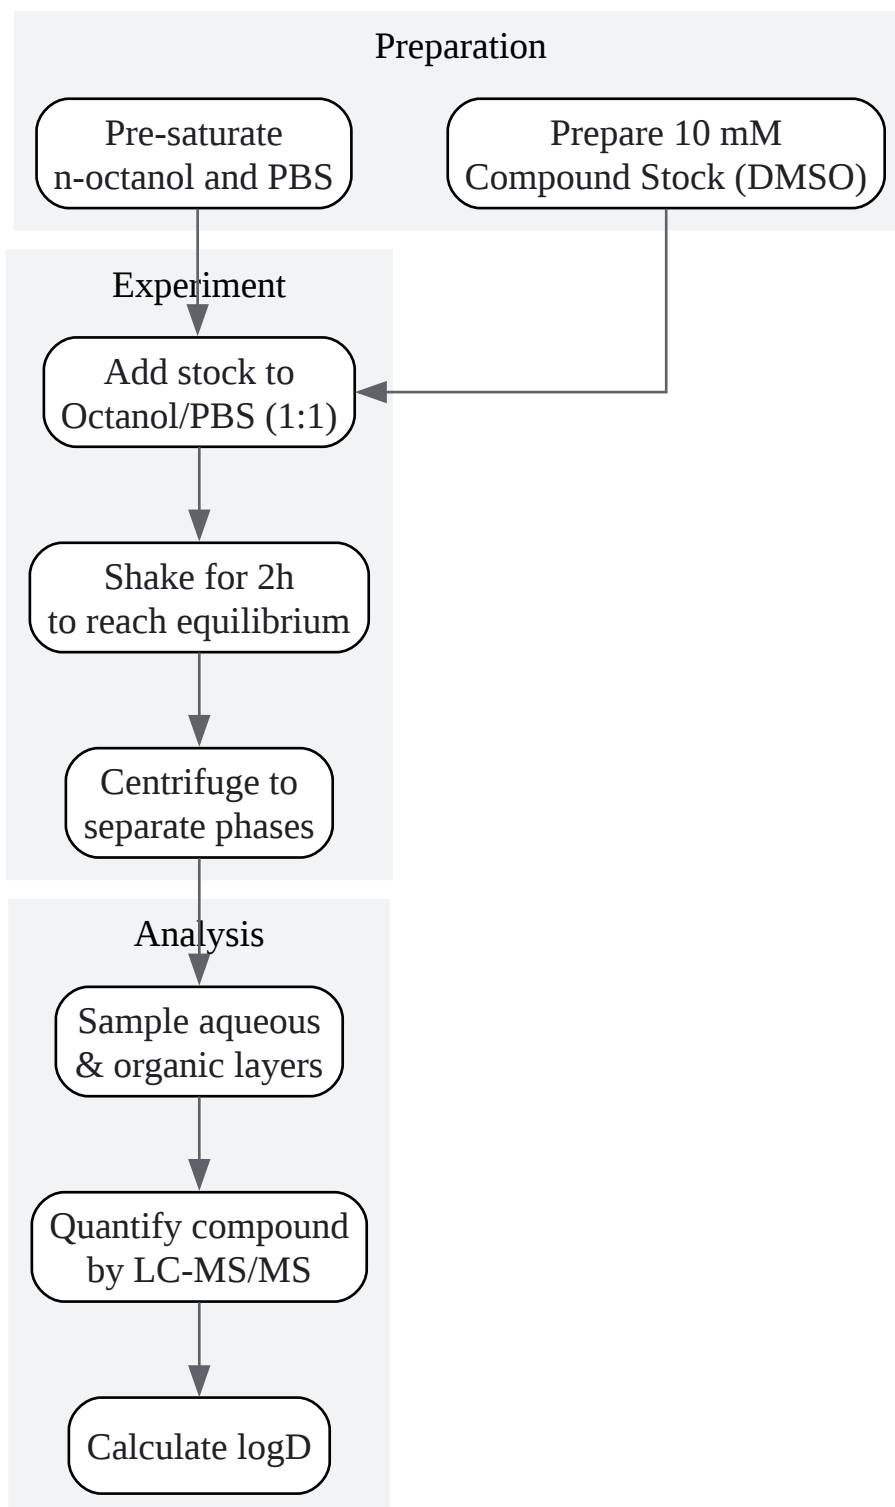 Preparation
Pre-saturate
n-octanol and PBS
Prepare 10 mM
Compound Stock (DMSO)
Experiment
Add stock to
Octanol/PBS (1:1)
Shake for 2h
to reach equilibrium
Centrifuge to
separate phases
Analysis
Sample aqueous
& organic layers
Quantify compound
by LC-MS/MS
Calculate logD